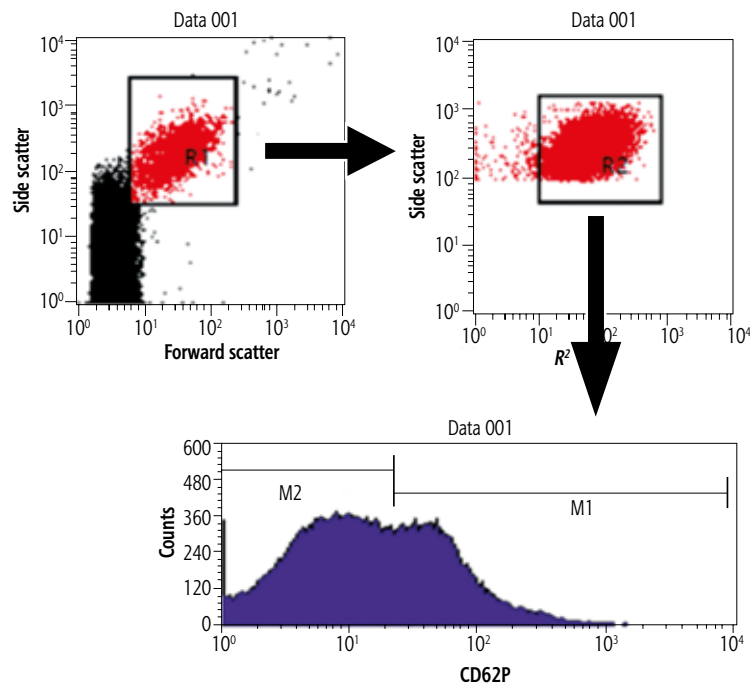 Data 001
Side scatter
10⁴
10³
10²
10¹
10⁰
R1
10⁰ 10¹ 10² 10³ 10⁴
Forward scatter
Data 001
Side scatter
10⁴
10³
10²
10¹
10⁰
R2
10⁰ 10¹ 10² 10³ 10⁴
R²
Data 001
Counts
600
480
360
240
120
0
M2
M1
10⁰ 10¹ 10² 10³ 10⁴
CD62P